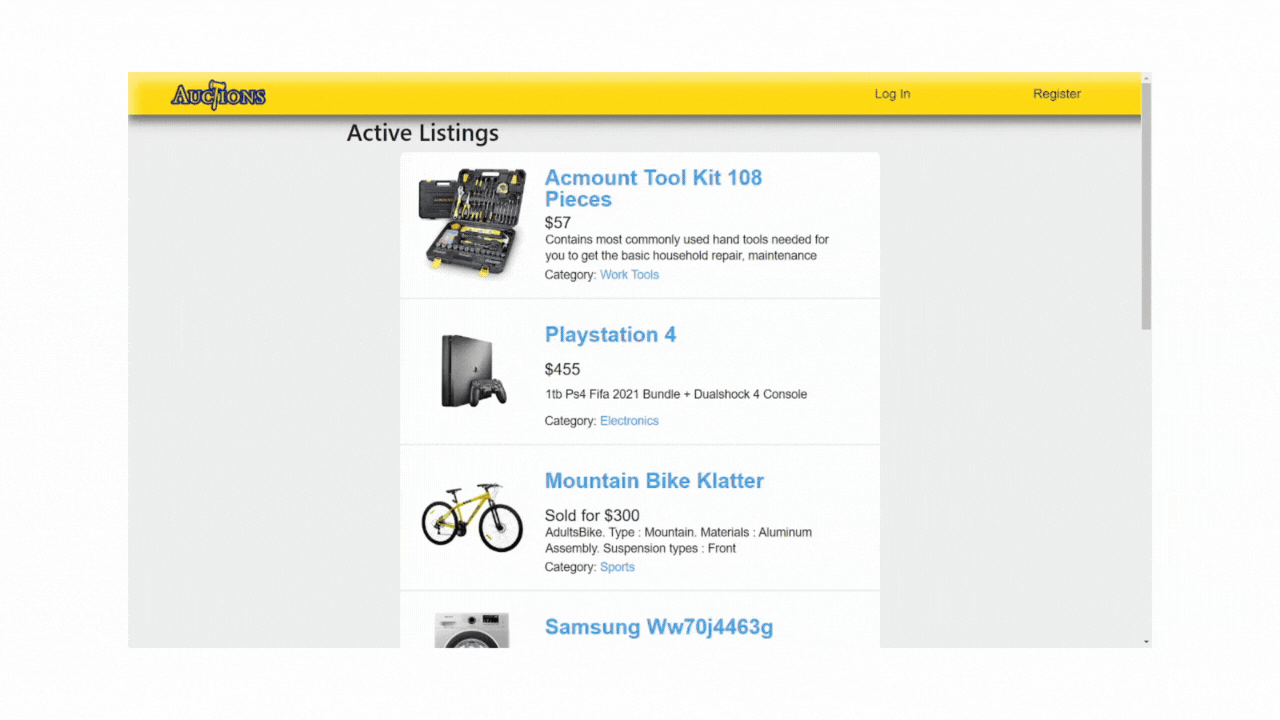 AUCTIONS
Log In
Register
Active Listings
Acmount Tool Kit 108
Pieces
$57
Contains most commonly used hand tools needed for
you to get the basic household repair, maintenance
Category: Work Tools
Playstation 4
$455
1tb Ps4 Fifa 2021 Bundle + Dualshock 4 Console
Category: Electronics
Mountain Bike Klatter
Sold for $300
AdultsBike. Type : Mountain. Materials : Aluminum
Assembly. Suspension types : Front
Category: Sports
Samsung Ww70j4463g